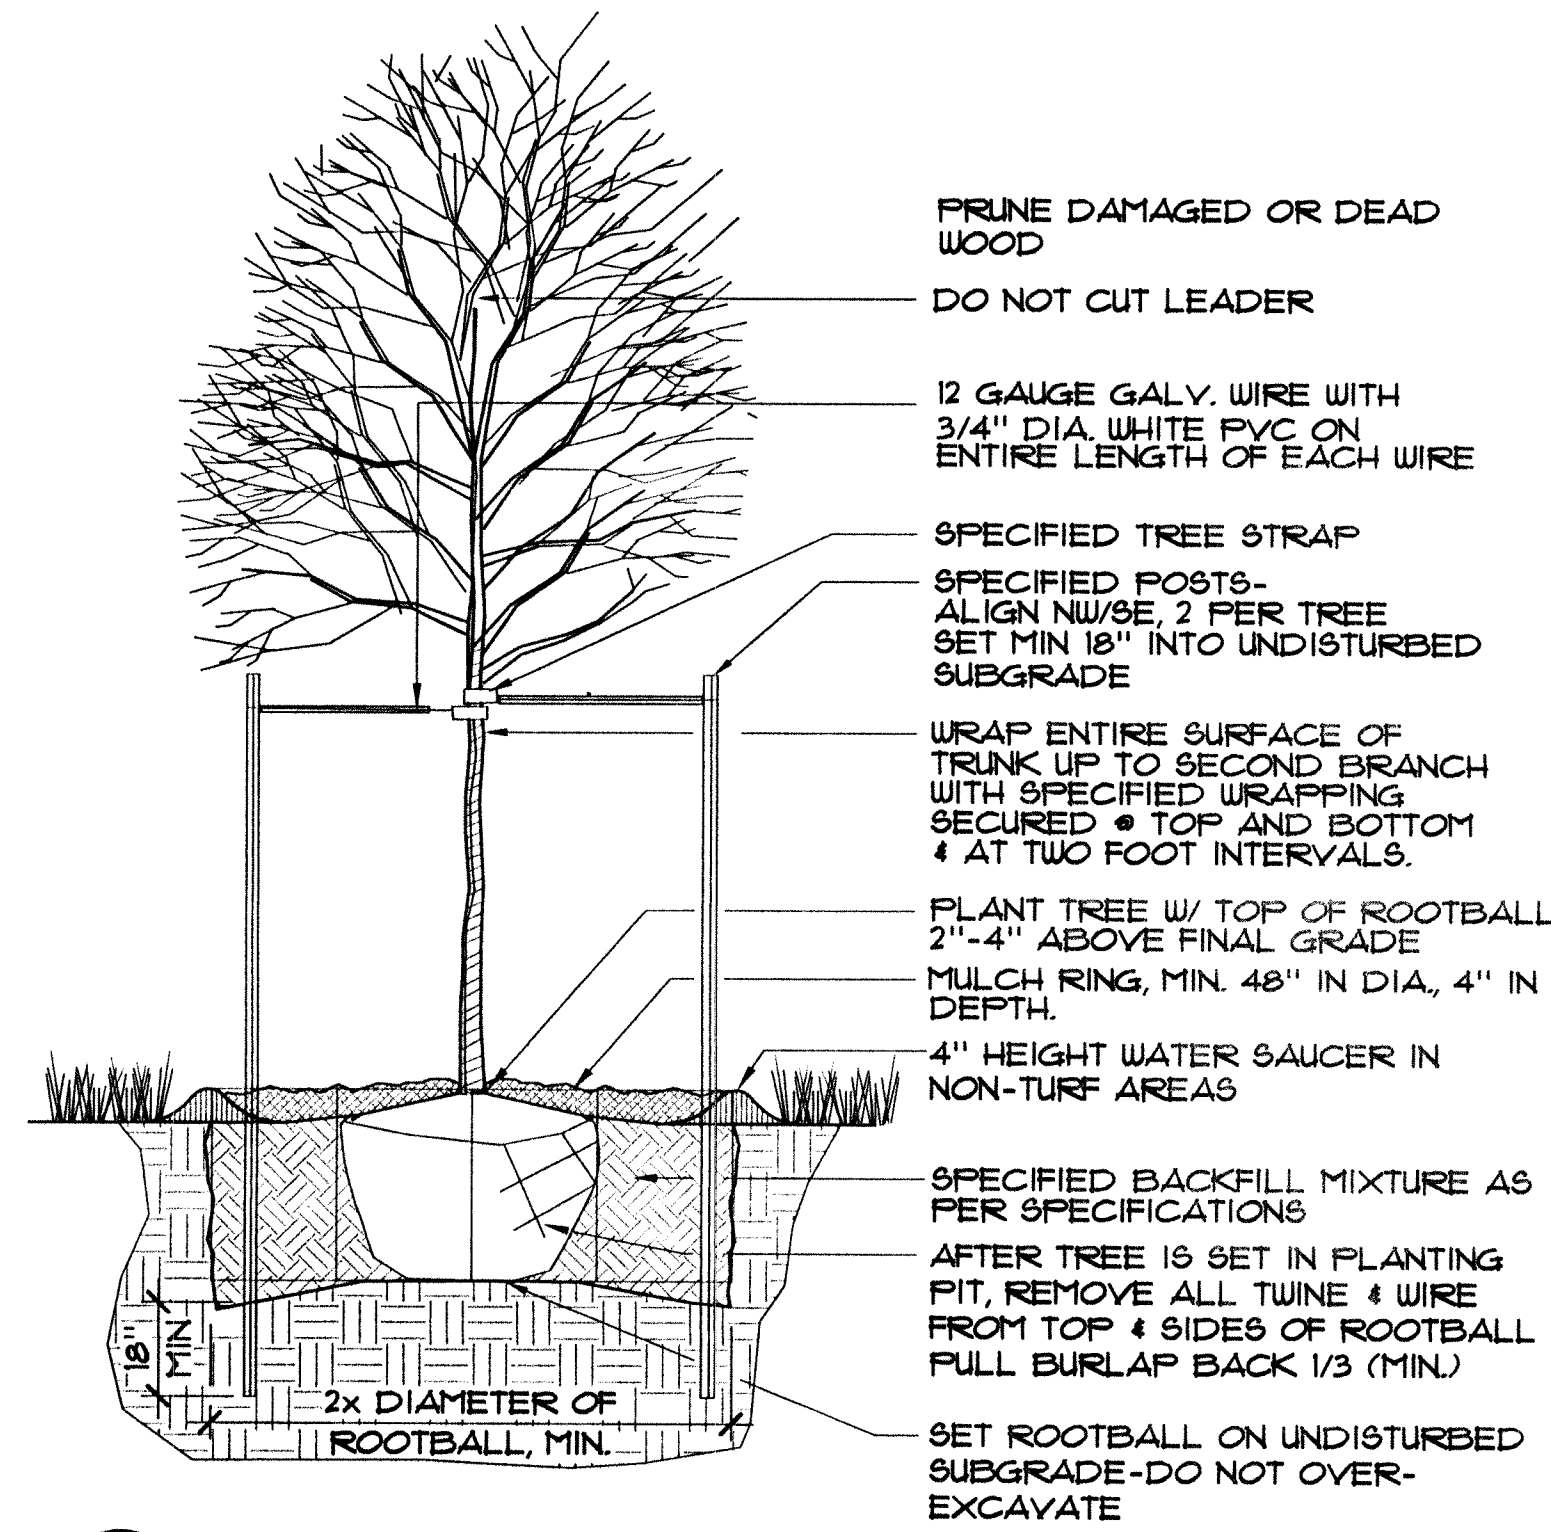 PRUNE DAMAGED OR DEAD
WOOD
DO NOT CUT LEADER
12 GAUGE GALV. WIRE WITH
3/4" DIA. WHITE PVC ON
ENTIRE LENGTH OF EACH WIRE
SPECIFIED TREE STRAP
SPECIFIED POSTS-
ALIGN NW/SE, 2 PER TREE
SET MIN 18" INTO UNDISTURBED
SUBGRADE
WRAP ENTIRE SURFACE OF
TRUNK UP TO SECOND BRANCH
WITH SPECIFIED WRAPPING
SECURED @ TOP AND BOTTOM
& AT TWO FOOT INTERVALS.
PLANT TREE W/ TOP OF ROOTBALL
2"-4" ABOVE FINAL GRADE
MULCH RING, MIN. 48" IN DIA., 4" IN
DEPTH.
4" HEIGHT WATER SAUCER IN
NON-TURF AREAS
SPECIFIED BACKFILL MIXTURE AS
PER SPECIFICATIONS
AFTER TREE IS SET IN PLANTING
PIT, REMOVE ALL TWINE & WIRE
FROM TOP & SIDES OF ROOTBALL
PULL BURLAP BACK 1/3 (MIN.)
SET ROOTBALL ON UNDISTURBED
SUBGRADE-DO NOT OVER-
EXCAVATE
18"
MIN
2x DIAMETER OF
ROOTBALL, MIN.